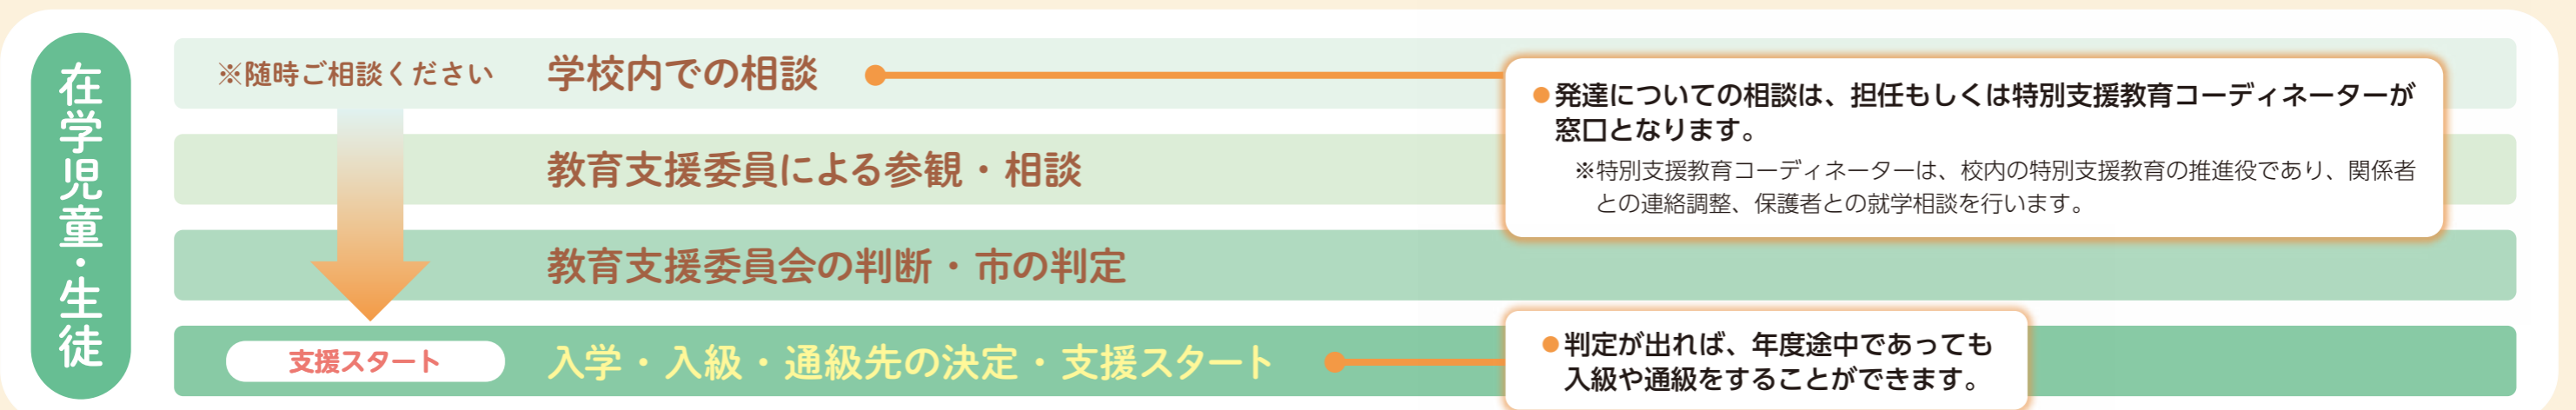 在学児童・生徒
※随時ご相談ください
学校内での相談
●発達についての相談は、担任もしくは特別支援教育コーディネーターが
窓口となります。
※特別支援教育コーディネーターは、校内の特別支援教育の推進役であり、関係者
との連絡調整、保護者との就学相談を行います。
教育支援委員による参観・相談
教育支援委員会の判断・市の判定
支援スタート
入学・入級・通級先の決定・支援スタート
●判定が出れば、年度途中であっても
入級や通級をすることができます。